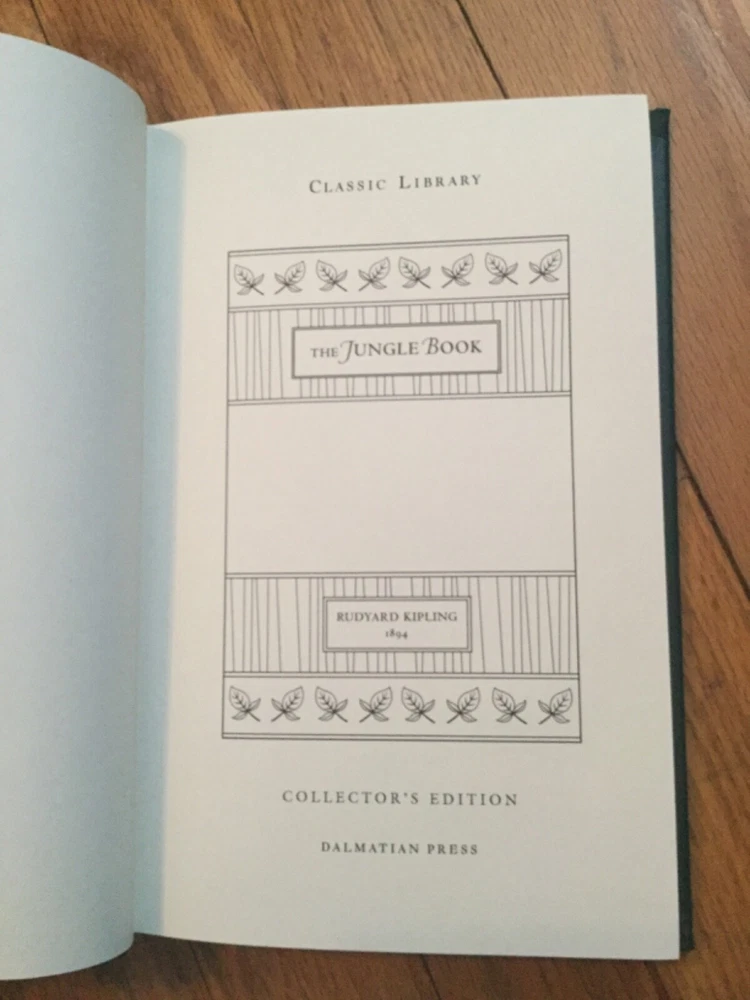 CLASSIC LIBRARY
THE JUNGLE BOOK
RUDYARD KIPLING
1894
COLLECTOR'S EDITION
DALMATIAN PRESS